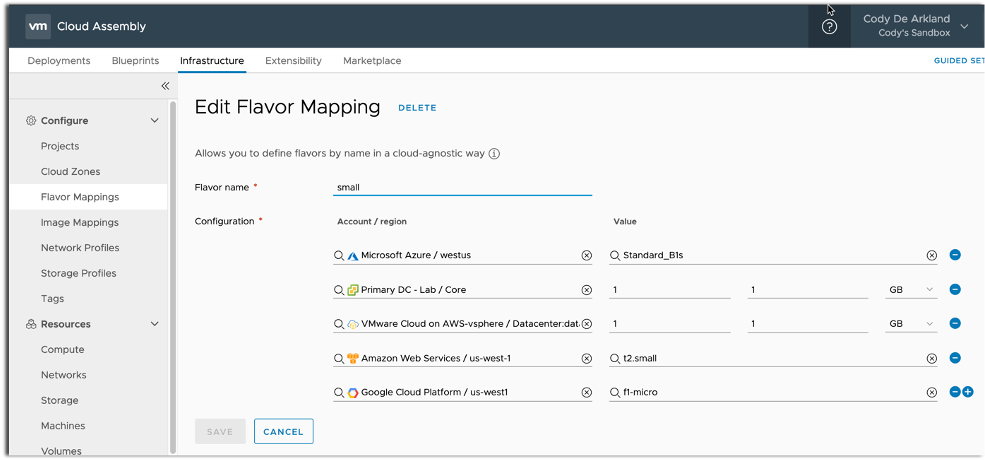 vm Cloud Assembly
Cody De Arkland
Cody's Sandbox
Deployments Blueprints Infrastructure Extensibility Marketplace GUIDED SET
Configure
Projects
Cloud Zones
Flavor Mappings
Image Mappings
Network Profiles
Storage Profiles
Tags
Resources
Compute
Networks
Storage
Machines
Volumes
Edit Flavor Mapping DELETE
Allows you to define flavors by name in a cloud-agnostic way
Flavor name * small
Configuration * Account / region Value
Microsoft Azure / westus Standard_B1s
Primary DC - Lab / Core 1 1 GB
VMware Cloud on AWS-vsphere / Datacenter:dat 1 1 GB
Amazon Web Services / us-west-1 t2.small
Google Cloud Platform / us-west1 f1-micro
SAVE CANCEL